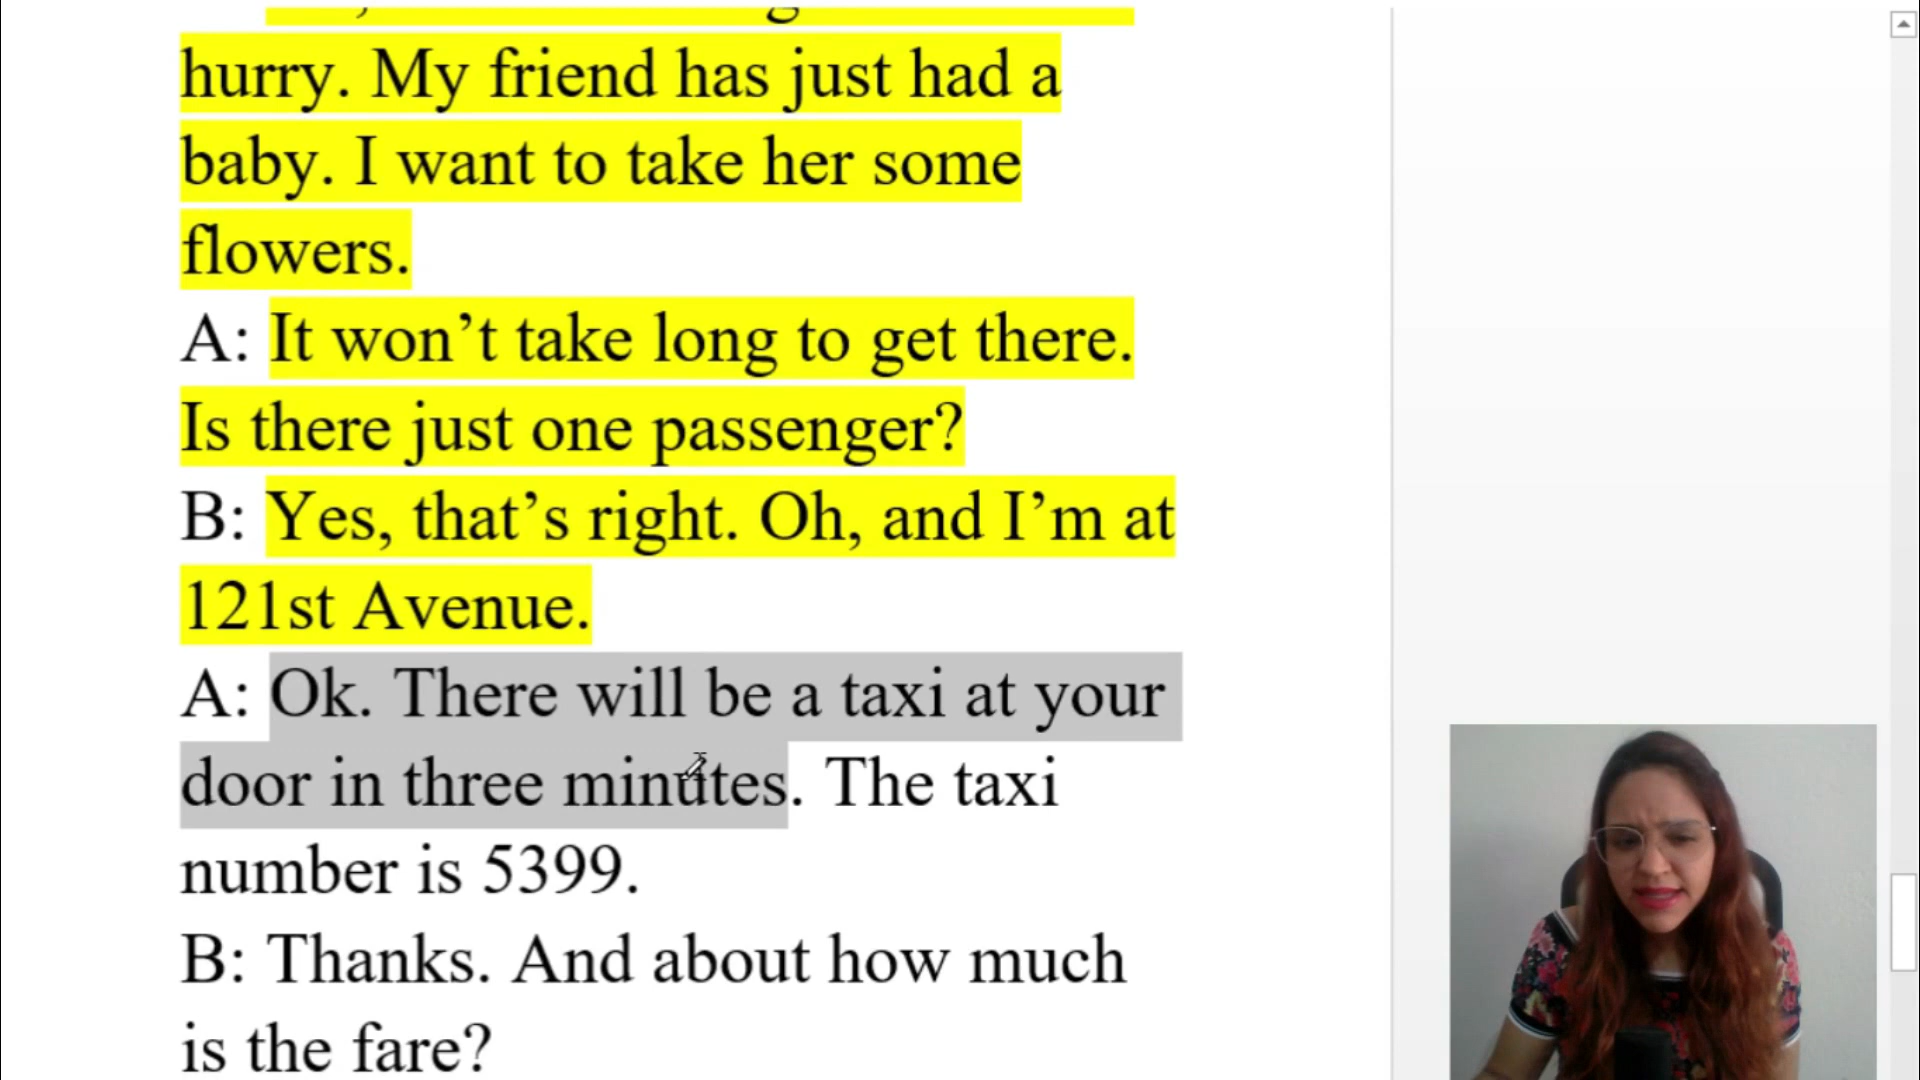 hurry. My friend has just had a
baby. I want to take her some
flowers.
A: It won’t take long to get there.
Is there just one passenger?
B: Yes, that’s right. Oh, and I’m at
121st Avenue.
A: Ok. There will be a taxi at your
door in three minutes. The taxi
number is 5399.
B: Thanks. And about how much
is the fare?